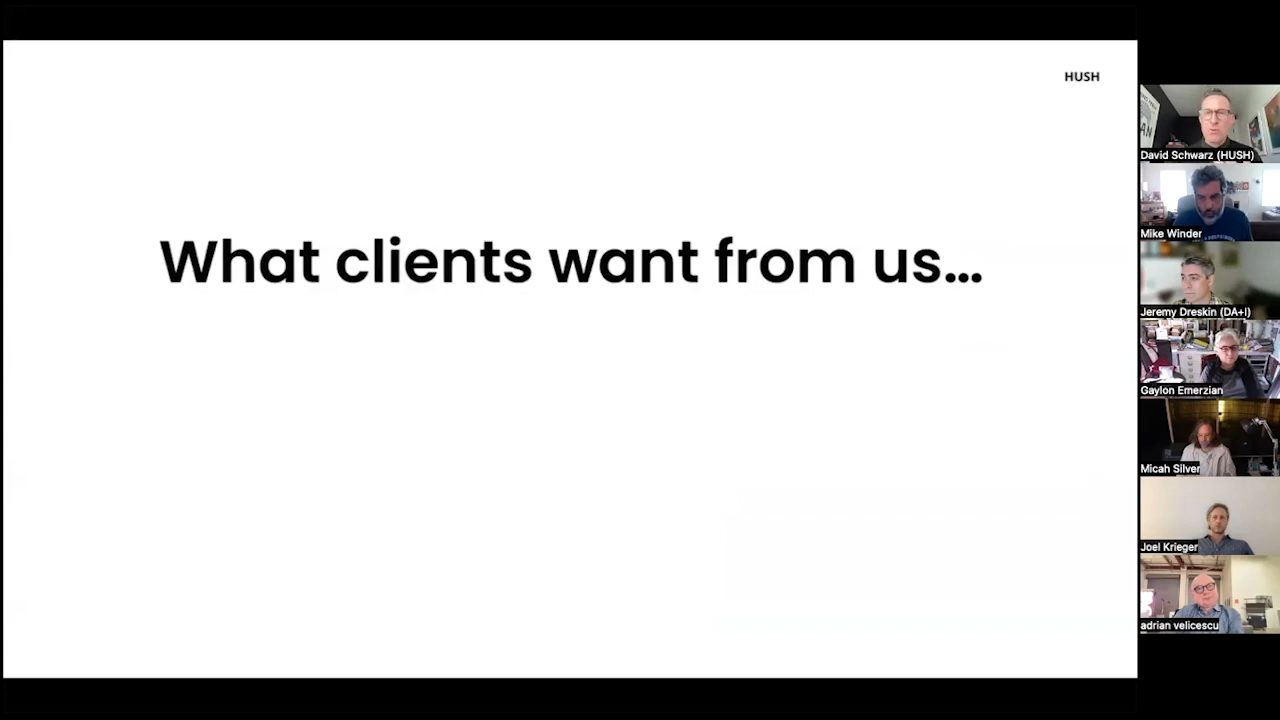 HUSH
What clients want from us...
David Schwarz (HUSH)
Mike Winder
Jeremy Dreskin (DA+I)
Gaylon Emerzian
Micah Silver
Joel Krieger
adrian velicescu